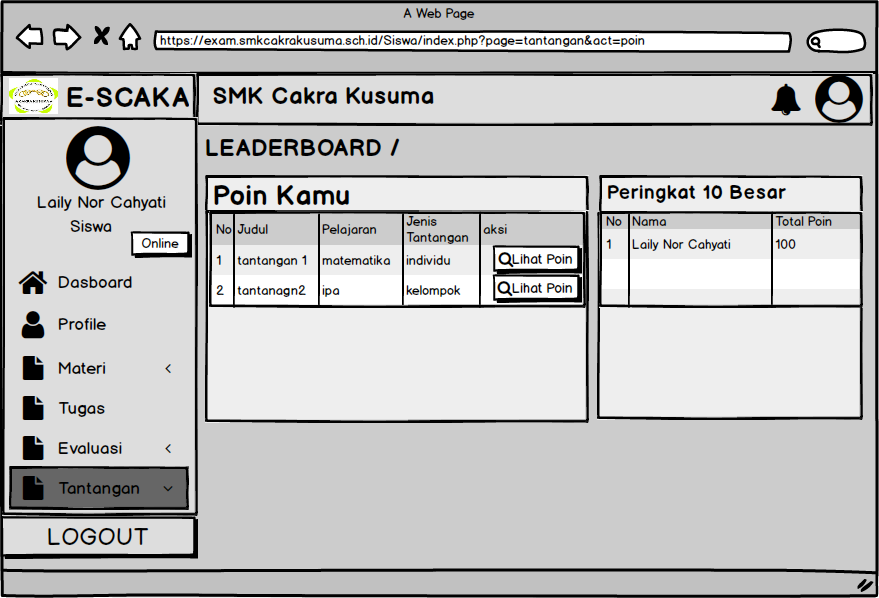 A Web Page
https://exam.smkcakrakusuma.sch.id/Siswa/index.php?page=tantangan&act=poin
E-SCAKA
SMK Cakra Kusuma
LEADERBOARD /
Laily Nor Cahyati
Siswa
Online
Dasboard
Profile
Materi
Tugas
Evaluasi
Tantangan
LOGOUT
Poin Kamu
No Judul Pelajaran Jenis Tantangan aksi
1 tantangan 1 matematika individu Lihat Poin
2 tantanagn2 ipa kelompok Lihat Poin
Peringkat 10 Besar
No Nama Total Poin
1 Laily Nor Cahyati 100